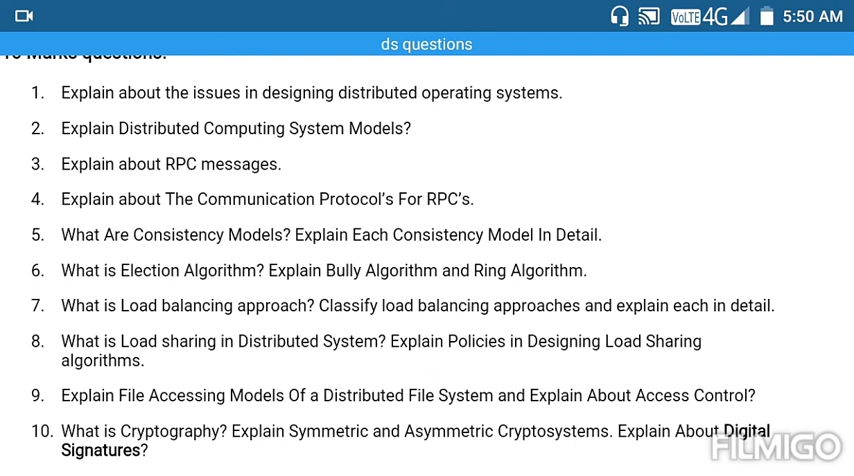 VoLTE 4G 5:50 AM
ds questions
10 Marks questions:
1. Explain about the issues in designing distributed operating systems.
2. Explain Distributed Computing System Models?
3. Explain about RPC messages.
4. Explain about The Communication Protocol's For RPC's.
5. What Are Consistency Models? Explain Each Consistency Model In Detail.
6. What is Election Algorithm? Explain Bully Algorithm and Ring Algorithm.
7. What is Load balancing approach? Classify load balancing approaches and explain each in detail.
8. What is Load sharing in Distributed System? Explain Policies in Designing Load Sharing
algorithms.
9. Explain File Accessing Models Of a Distributed File System and Explain About Access Control?
10. What is Cryptography? Explain Symmetric and Asymmetric Cryptosystems. Explain About Digital
Signatures?
FILMIGO